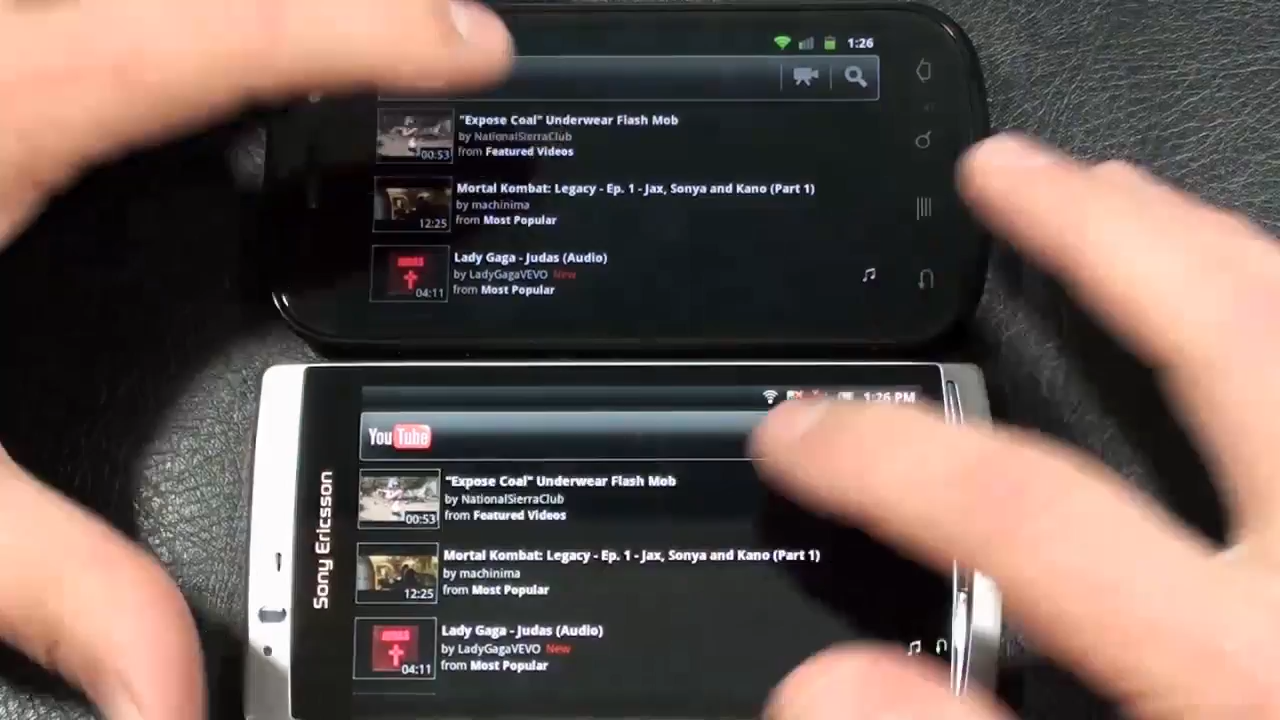 1:26
"Expose Coal" Underwear Flash Mob
by NationalSierraClub
00:53
from Featured Videos
Mortal Kombat: Legacy - Ep. 1 - Jax, Sonya and Kano (Part 1)
by machinima
12:25
from Most Popular
Lady Gaga - Judas (Audio)
by LadyGagaVEVO New
04:11
from Most Popular
1:26 PM
YouTube
Sony Ericsson
"Expose Coal" Underwear Flash Mob
by NationalSierraClub
00:53
from Featured Videos
Mortal Kombat: Legacy - Ep. 1 - Jax, Sonya and Kano (Part 1)
by machinima
12:25
from Most Popular
Lady Gaga - Judas (Audio)
by LadyGagaVEVO New
04:11
from Most Popular